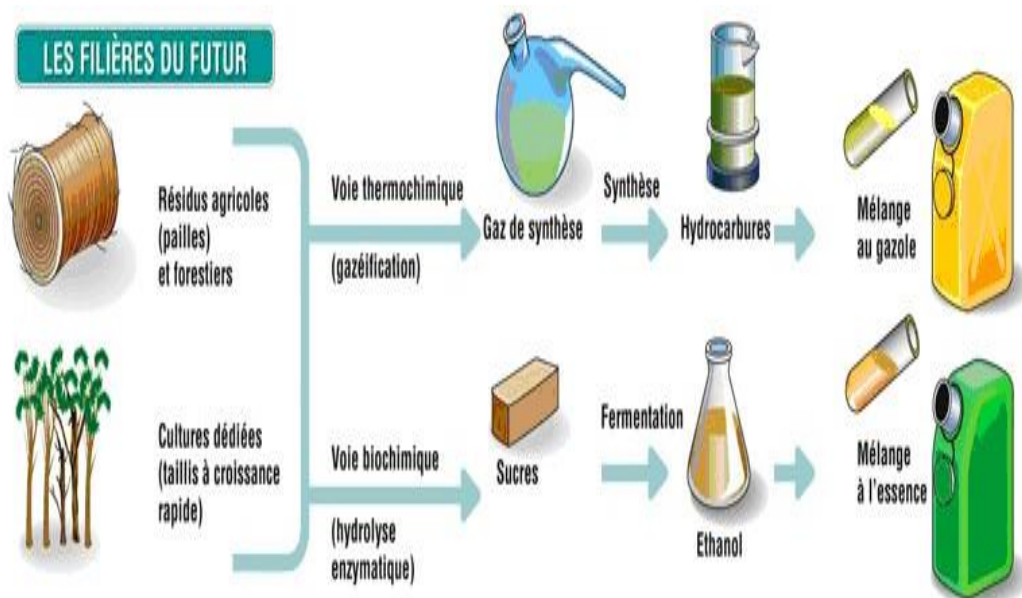 LES FILIÈRES DU FUTUR
Résidus agricoles
(pailles)
et forestiers
Voie thermochimique
(gazéification)
Gaz de synthèse
Synthèse
Hydrocarbures
Mélange
au gazole
Cultures dédiées
(taillis à croissance
rapide)
Voie biochimique
(hydrolyse
enzymatique)
Sucres
Fermentation
Ethanol
Mélange
à l'essence